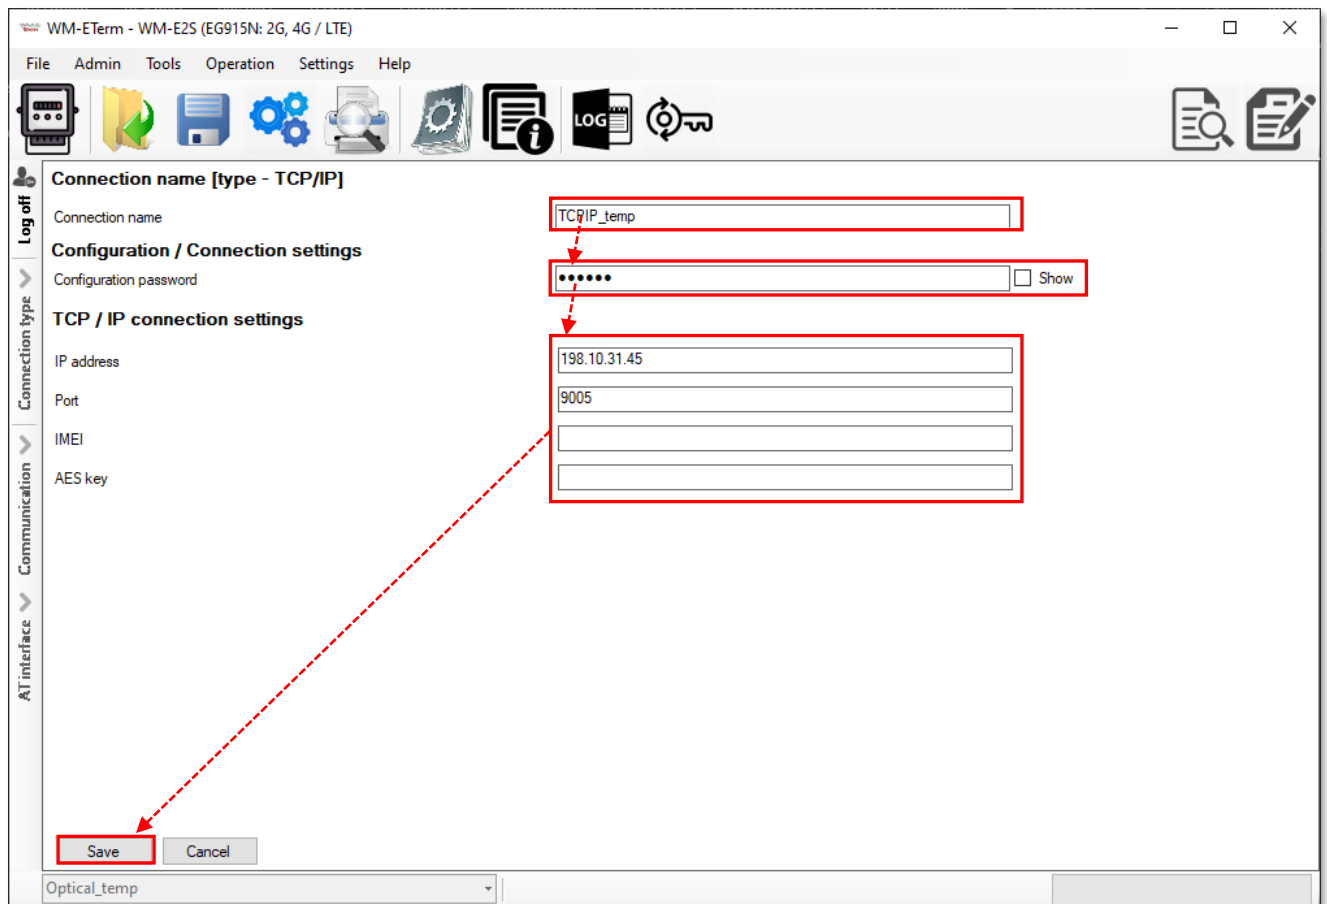 WM-ETerm - WM-E2S (EG915N: 2G, 4G / LTE)
File Admin Tools Operation Settings Help
LOG
Log off
Connection type
Communication
AT interface
Connection name [type - TCP/IP]
Connection name TCPIP_temp
Configuration / Connection settings
Configuration password •••••• Show
TCP / IP connection settings
IP address 198.10.31.45
Port 9005
IMEI
AES key
Save Cancel
Optical_temp